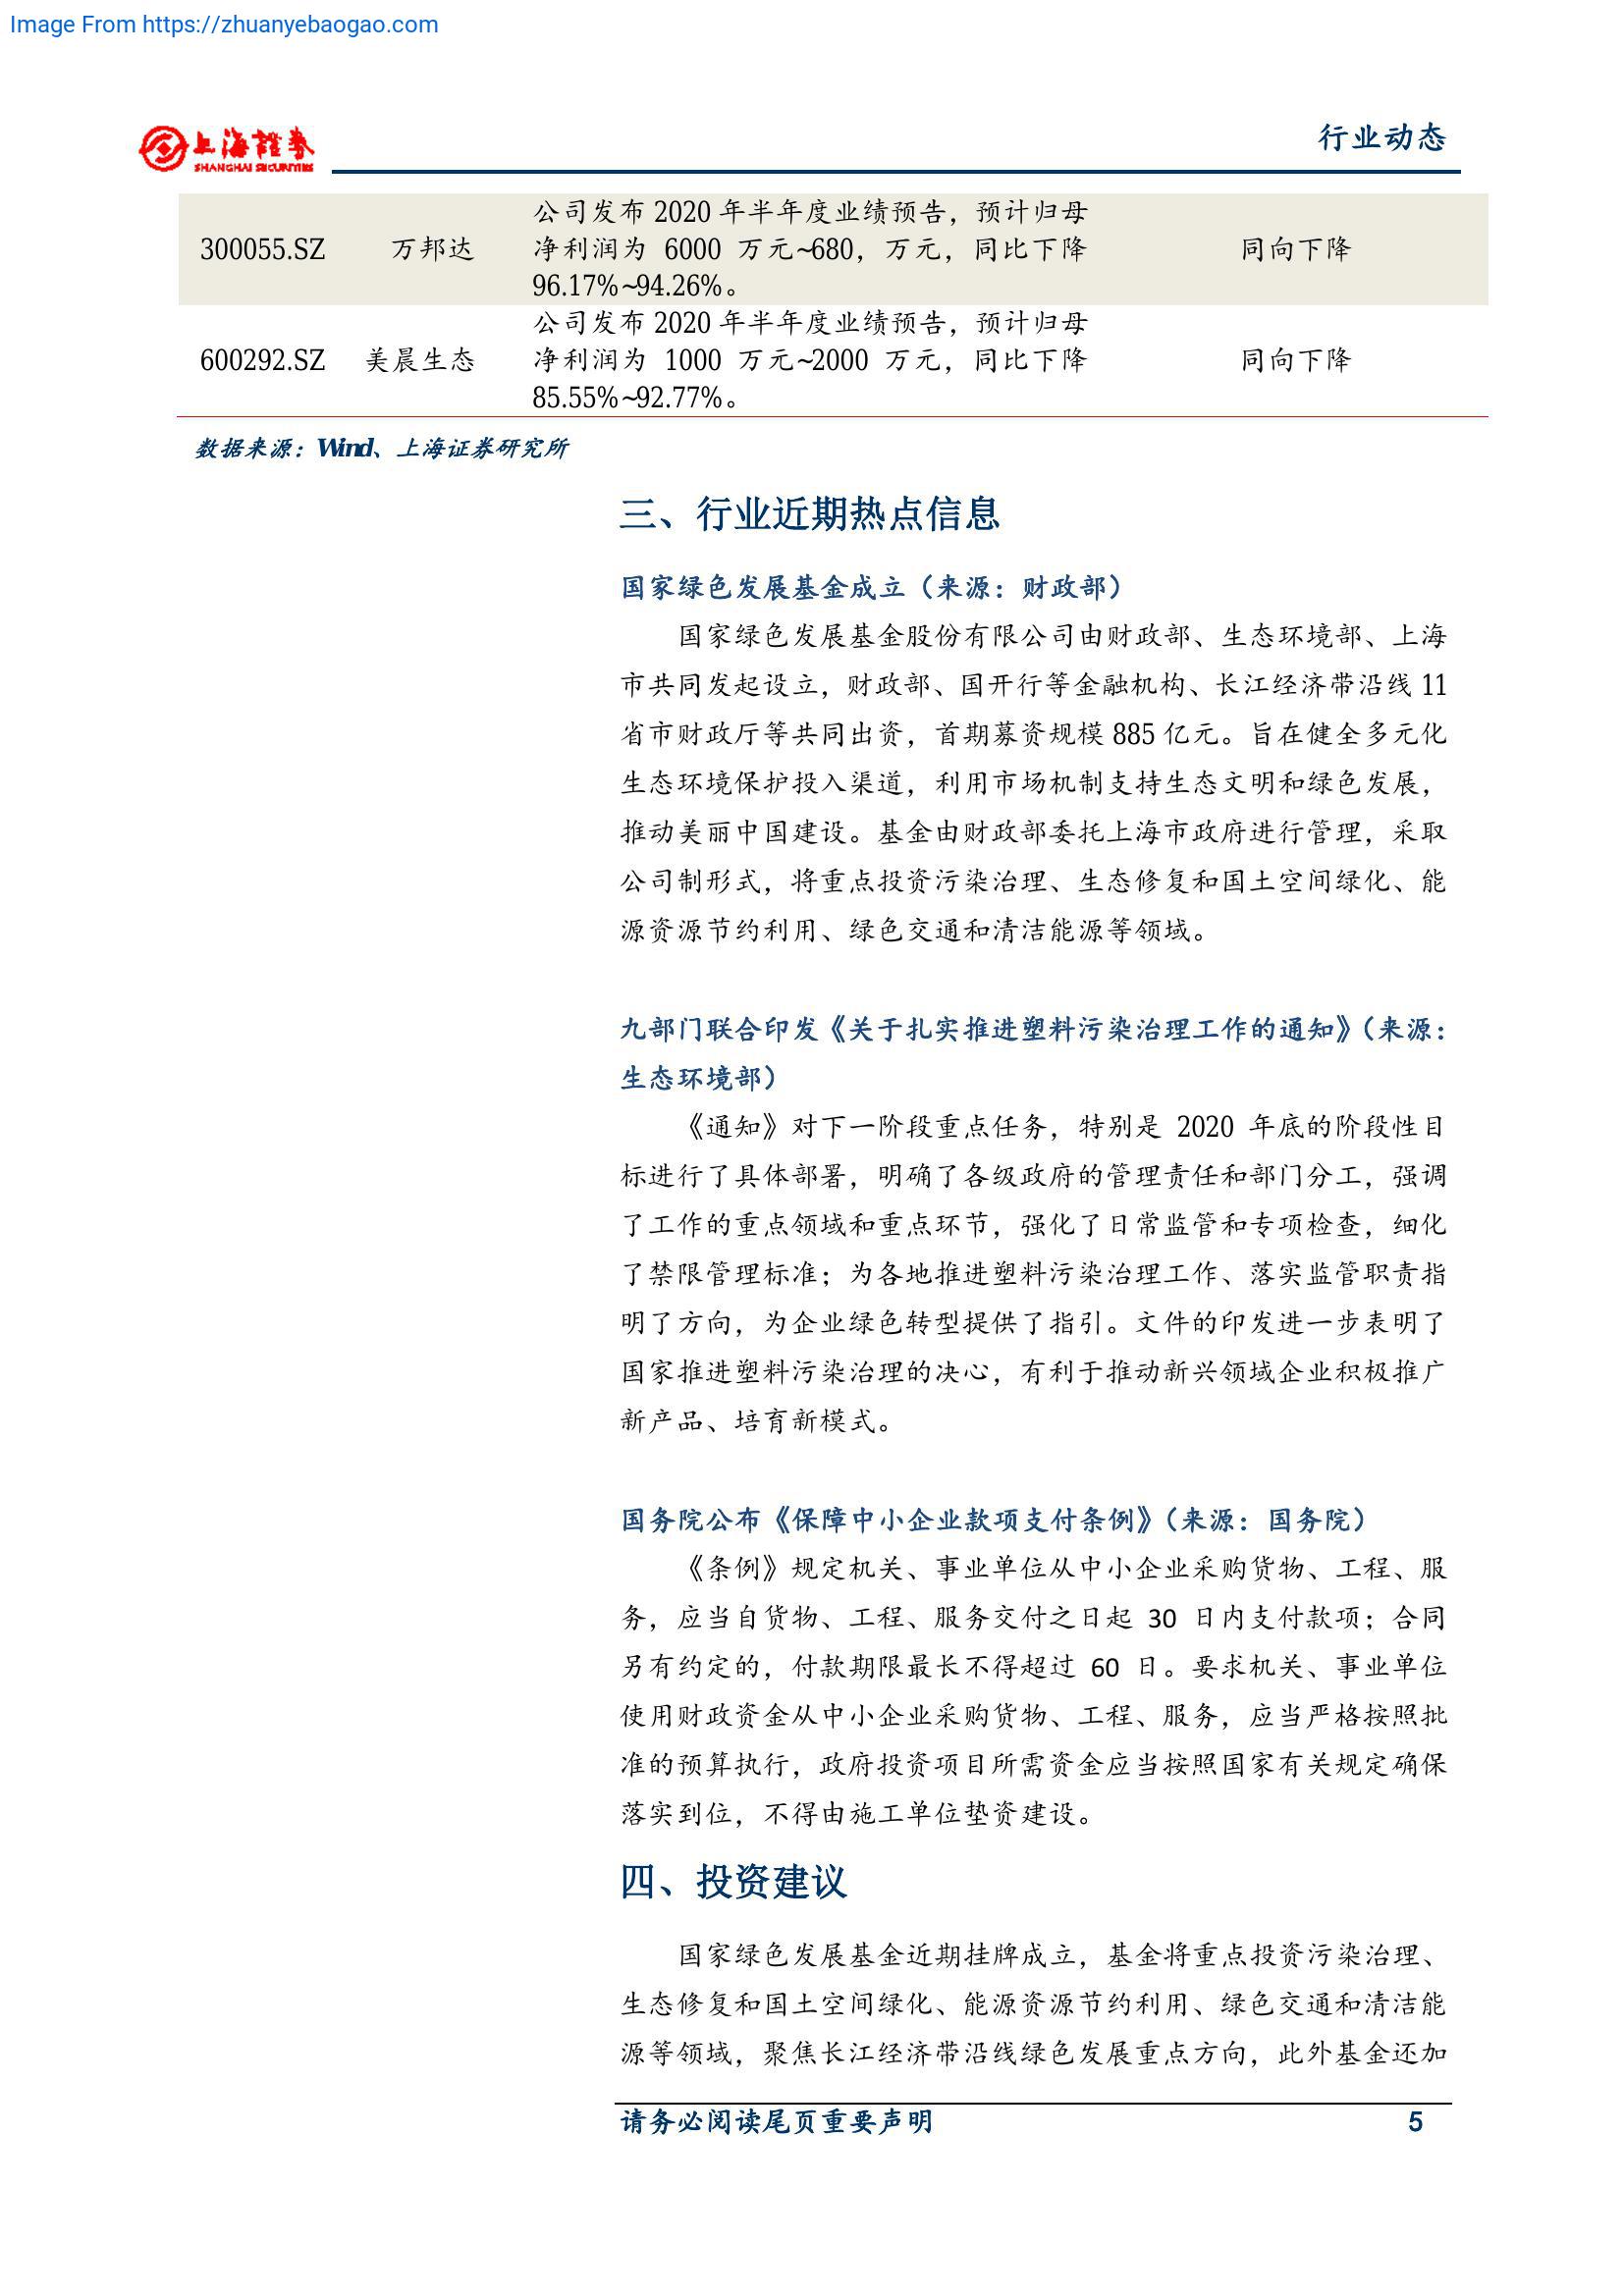 Image From https://zhuanyebaogao.com
上海證券
SHANGHAI SECURITIES
行业动态
300055.SZ 万邦达 公司发布 2020 年半年度业绩预告，预计归母 同向下降
净利润为 6000 万元~680，万元，同比下降
96.17%~94.26%。
600292.SZ 美晨生态 公司发布 2020 年半年度业绩预告，预计归母 同向下降
净利润为 1000 万元~2000 万元，同比下降
85.55%~92.77%。
数据来源：Wind、上海证券研究所
三、行业近期热点信息
国家绿色发展基金成立（来源：财政部）
国家绿色发展基金股份有限公司由财政部、生态环境部、上海
市共同发起设立，财政部、国开行等金融机构、长江经济带沿线 11
省市财政厅等共同出资，首期募资规模 885 亿元。旨在健全多元化
生态环境保护投入渠道，利用市场机制支持生态文明和绿色发展，
推动美丽中国建设。基金由财政部委托上海市政府进行管理，采取
公司制形式，将重点投资污染治理、生态修复和国土空间绿化、能
源资源节约利用、绿色交通和清洁能源等领域。
九部门联合印发《关于扎实推进塑料污染治理工作的通知》（来源：
生态环境部）
《通知》对下一阶段重点任务，特别是 2020 年底的阶段性目
标进行了具体部署，明确了各级政府的管理责任和部门分工，强调
了工作的重点领域和重点环节，强化了日常监管和专项检查，细化
了禁限管理标准；为各地推进塑料污染治理工作、落实监管职责指
明了方向，为企业绿色转型提供了指引。文件的印发进一步表明了
国家推进塑料污染治理的决心，有利于推动新兴领域企业积极推广
新产品、培育新模式。
国务院公布《保障中小企业款项支付条例》（来源：国务院）
《条例》规定机关、事业单位从中小企业采购货物、工程、服
务，应当自货物、工程、服务交付之日起 30 日内支付款项；合同
另有约定的，付款期限最长不得超过 60 日。要求机关、事业单位
使用财政资金从中小企业采购货物、工程、服务，应当严格按照批
准的预算执行，政府投资项目所需资金应当按照国家有关规定确保
落实到位，不得由施工单位垫资建设。
四、投资建议
国家绿色发展基金近期挂牌成立，基金将重点投资污染治理、
生态修复和国土空间绿化、能源资源节约利用、绿色交通和清洁能
源等领域，聚焦长江经济带沿线绿色发展重点方向，此外基金还加
请务必阅读尾页重要声明 5